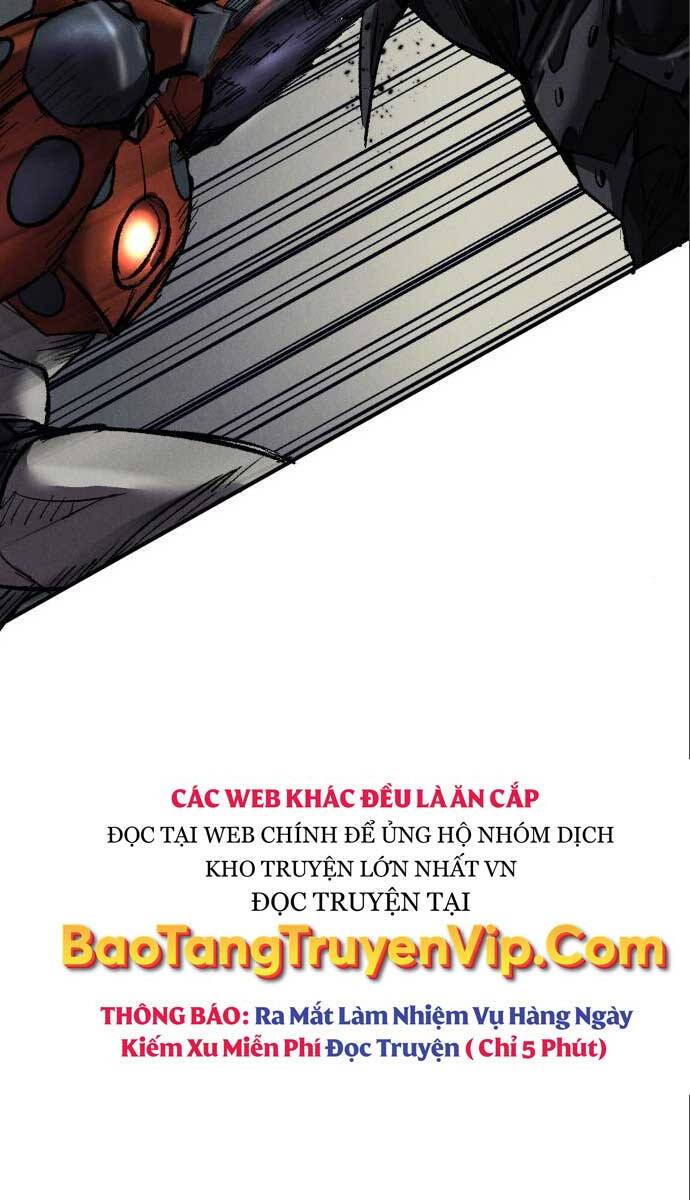 CÁC WEB KHÁC ĐỀU LÀ ĂN CẮP
ĐỌC TẠI WEB CHÍNH ĐỂ ỦNG HỘ NHÓM DỊCH
KHO TRUYỆN LỚN NHẤT VN
ĐỌC TRUYỆN TẠI
BaoTangTruyenVip.Com
THÔNG BÁO: Ra Mắt Làm Nhiệm Vụ Hàng Ngày
Kiếm Xu Miễn Phí Đọc Truyện ( Chỉ 5 Phút)